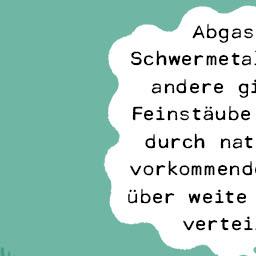 Abgas
Schwermetal
andere gi
Feinstäube
durch nat
vorkommende
über weite
vertei